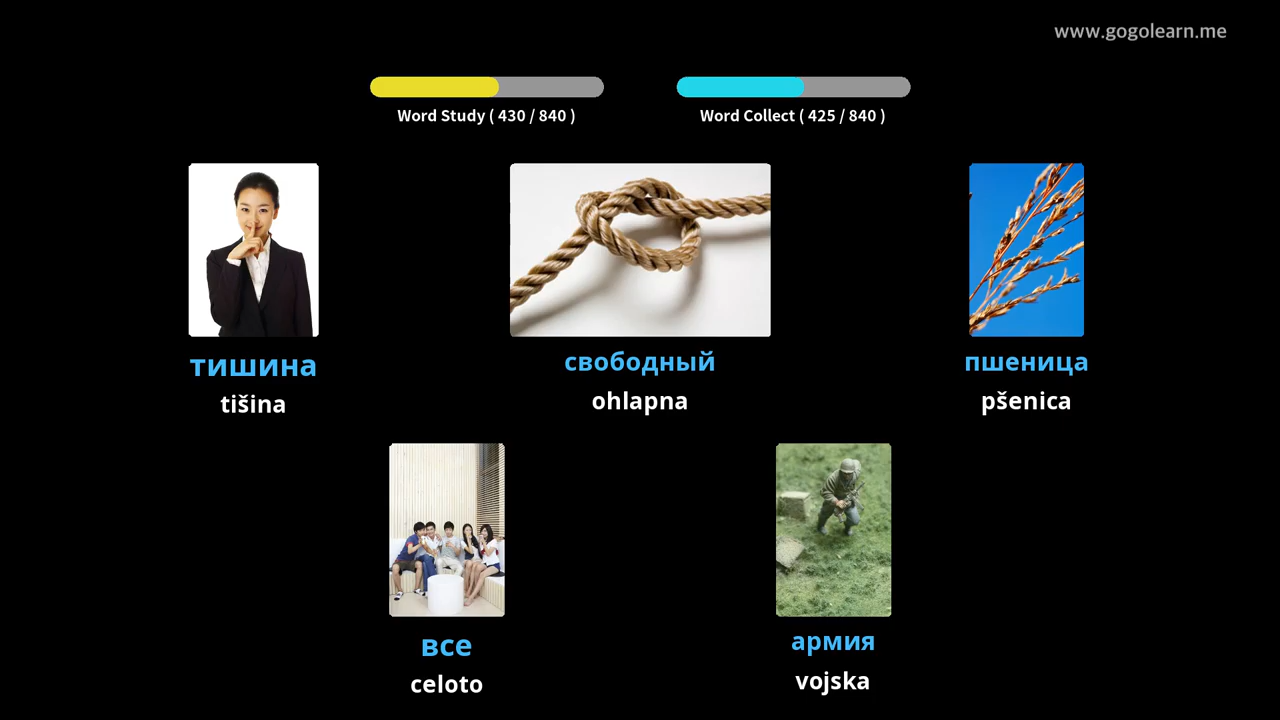 www.gogolearn.me
Word Study ( 430 / 840 )
Word Collect ( 425 / 840 )
тишина
tišina
свободный
ohlapna
пшеница
pšenica
все
celoto
армия
vojska